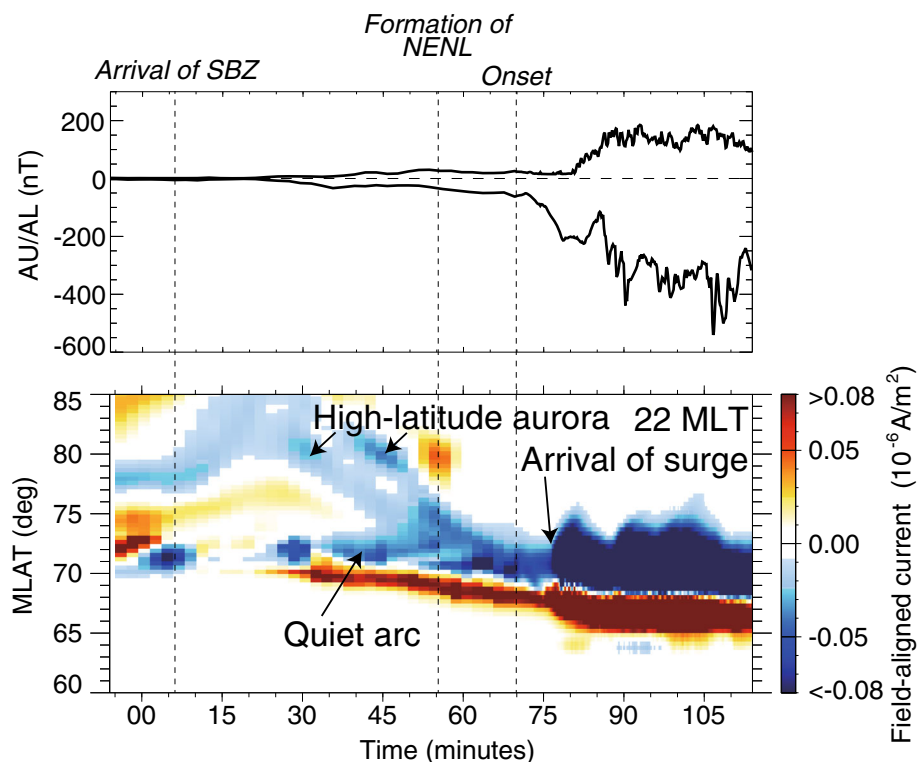 Formation of
NENL
Arrival of SBZ
Onset
200
0
-200
-400
-600
AU/AL (nT)
85
80
75
70
65
60
MLAT (deg)
High-latitude aurora
22 MLT
Arrival of surge
Quiet arc
00
15
30
45
60
75
90
105
Time (minutes)
>0.08
0.05
0.00
-0.05
<-0.08
Field-aligned current (10⁻⁶A/m²)